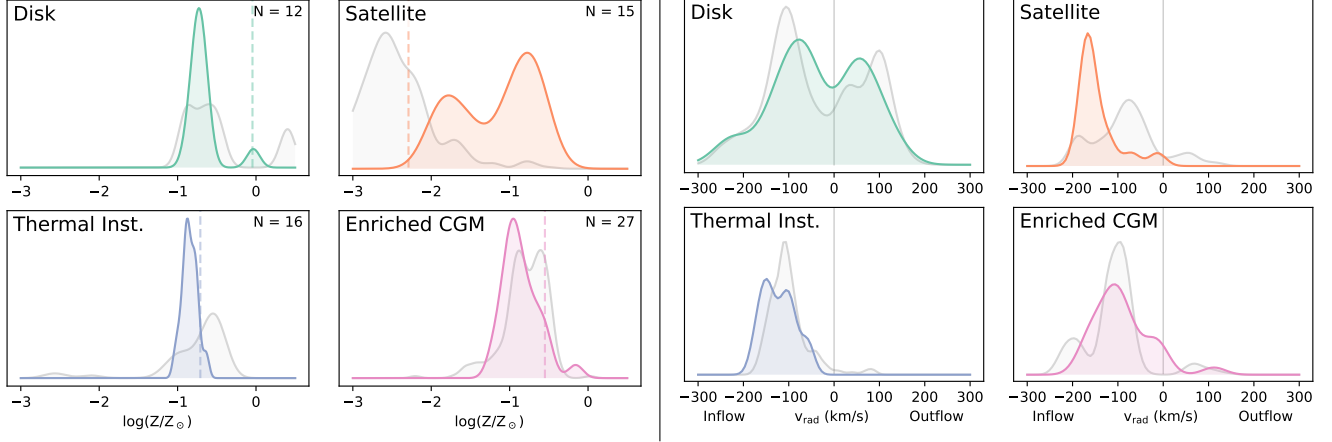 Disk
N = 12
−3 −2 −1 0
Satellite
N = 15
−3 −2 −1 0
Thermal Inst.
N = 16
−3 −2 −1 0
log(Z/Z⊙)
Enriched CGM
N = 27
−3 −2 −1 0
log(Z/Z⊙)
Disk
−300 −200 −100 0 100 200 300
Satellite
−300 −200 −100 0 100 200 300
Thermal Inst.
−300 −200 −100 0 100 200 300
Inflow v_rad (km/s) Outflow
Enriched CGM
−300 −200 −100 0 100 200 300
Inflow v_rad (km/s) Outflow